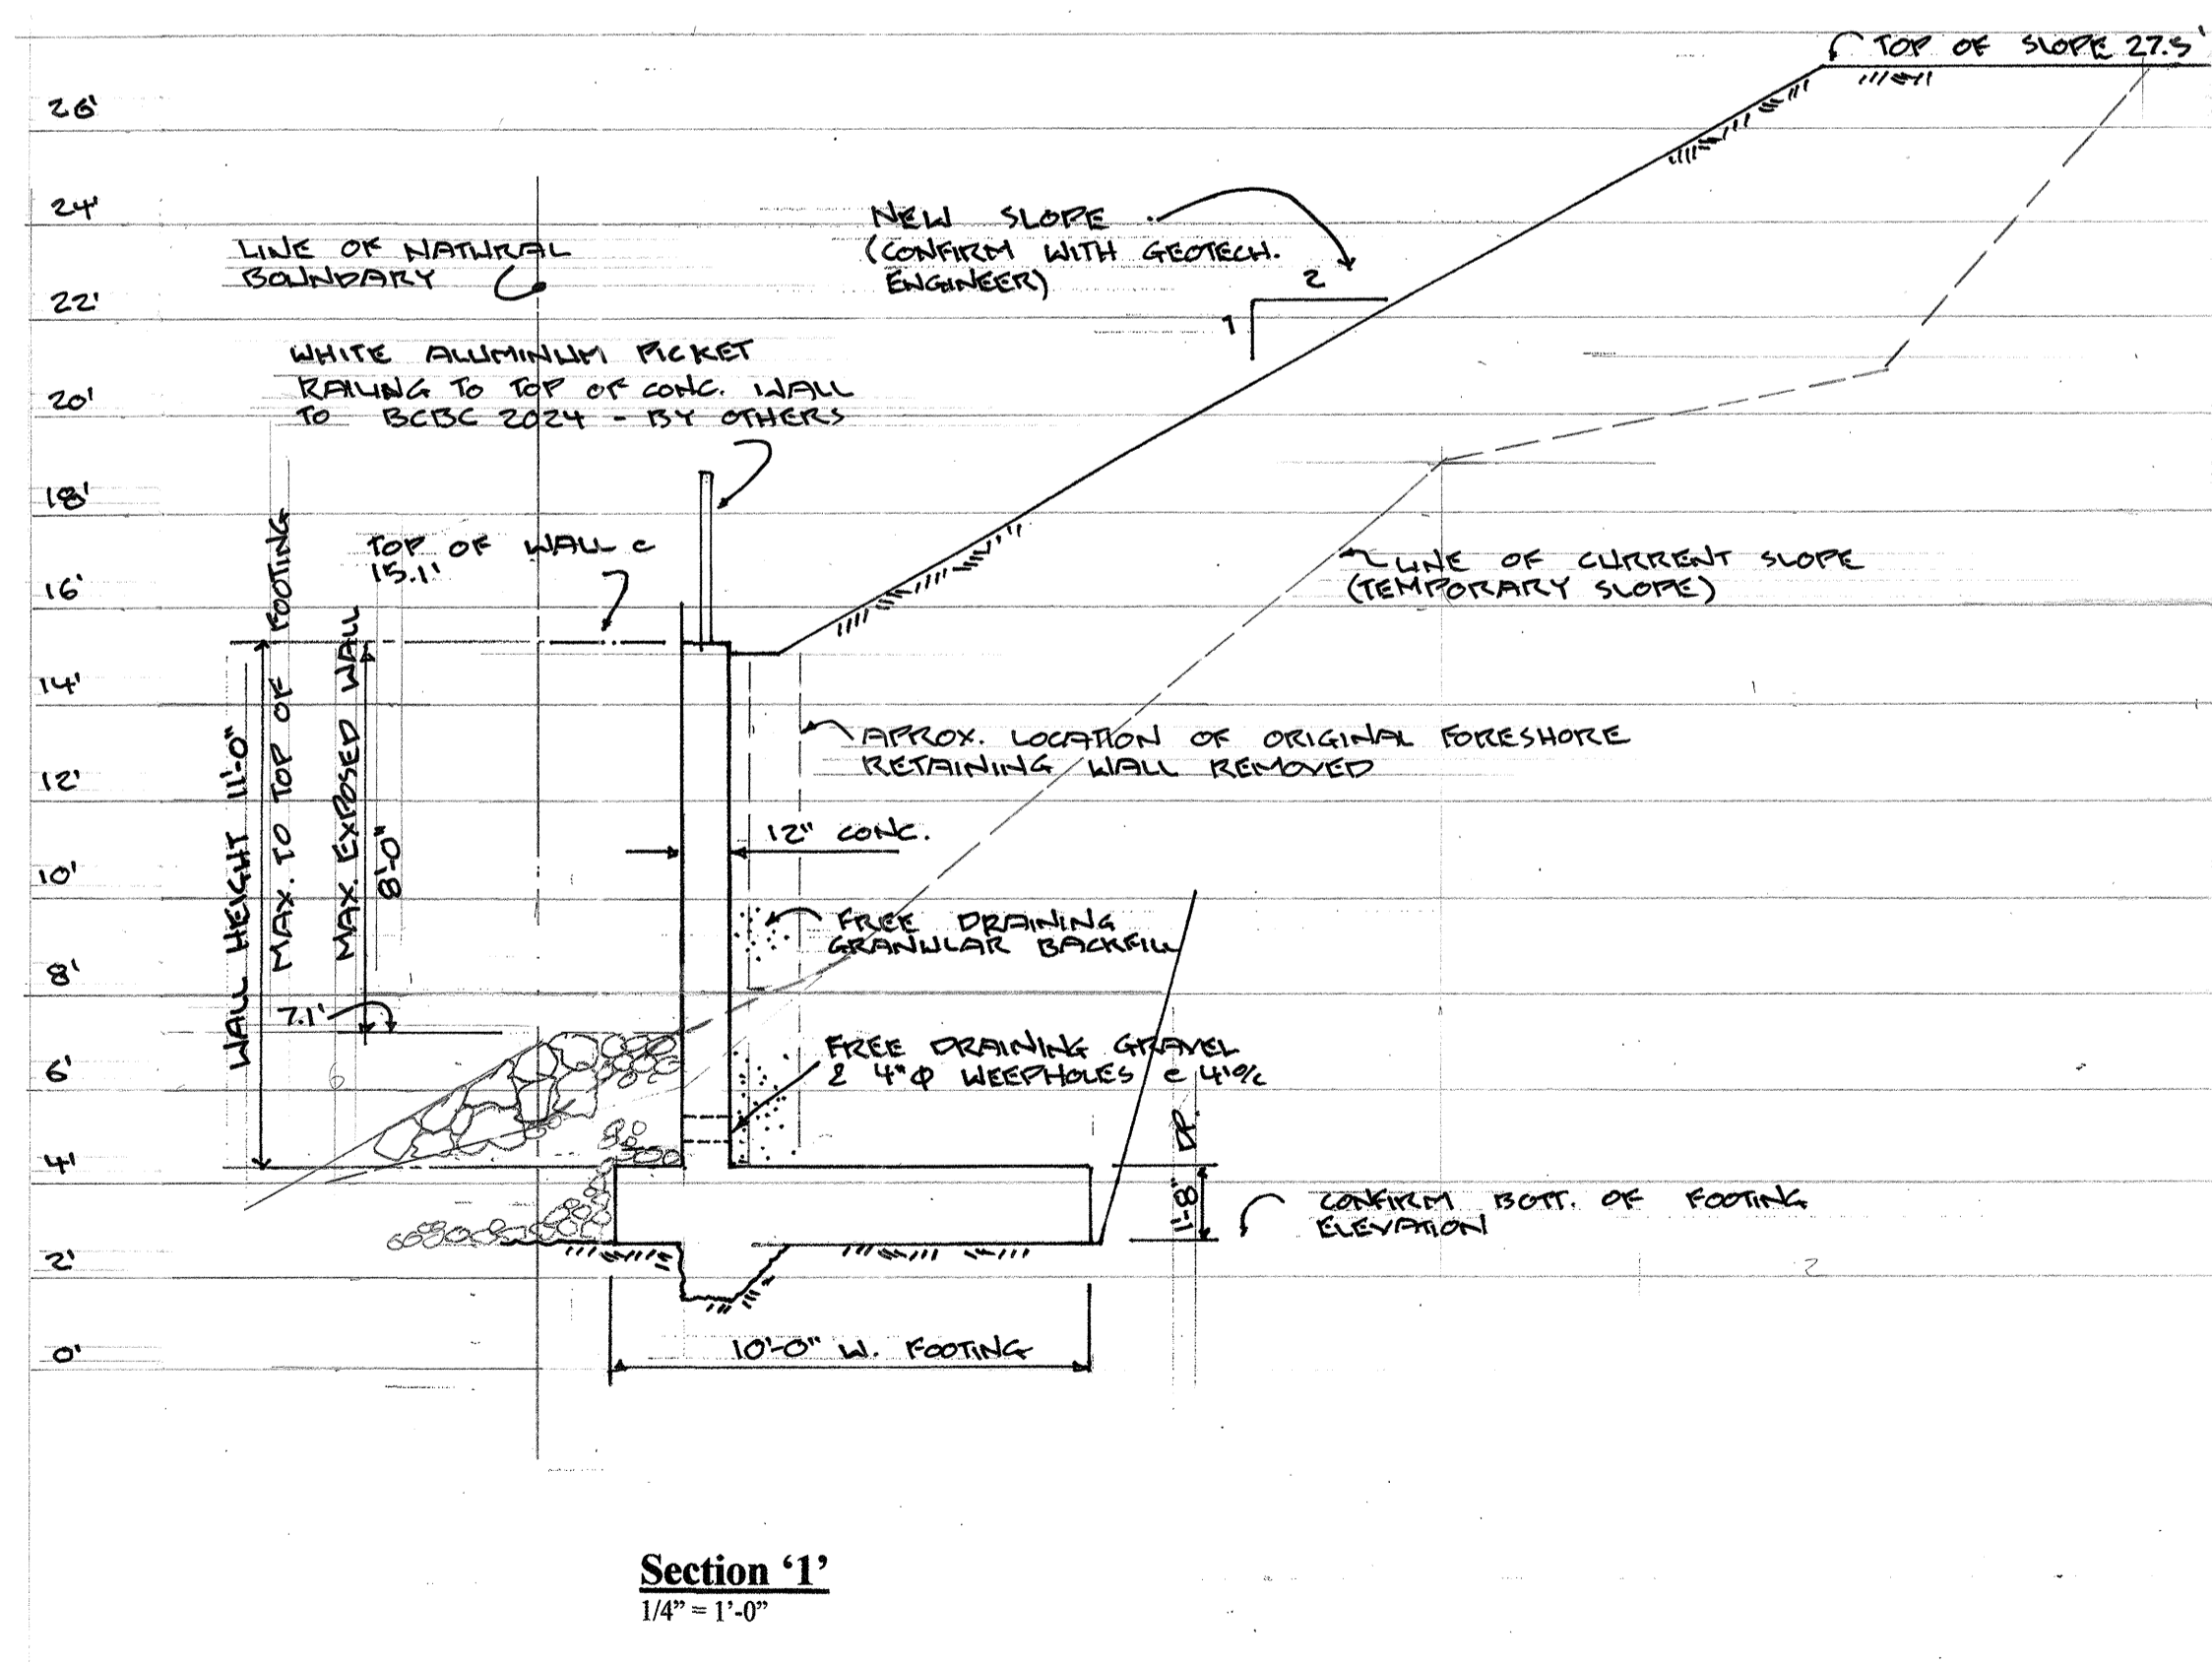 TOP OF SLOPE 27.5'
26'
24'
22'
20'
18'
16'
14'
12'
10'
8'
6'
4'
2'
0'
LINE OF NATURAL
BOUNDARY
NEW SLOPE
(CONFIRM WITH GEOTECH.
ENGINEER)
2
1
WHITE ALUMINUM PICKET
RAILING TO TOP OF CONC. WALL
TO BCBC 2024 - BY OTHERS
TOP OF WALL @
15.1'
LINE OF CURRENT SLOPE
(TEMPORARY SLOPE)
WALL HEIGHT 11'-0"
MAX. TO TOP OF FOOTING
MAX. EXPOSED WALL
8'-0"
7.1'
APROX. LOCATION OF ORIGINAL FORESHORE
RETAINING WALL REMOVED
12" CONC.
FREE DRAINING
GRANULAR BACKFILL
FREE DRAINING GRAVEL
& 4"Φ WEEPHOLES @ 4'O/C
6
1'-8" DP.
CONFIRM BOTT. OF FOOTING
ELEVATION
2
10'-0" W. FOOTING
Section ‘1’
1/4” = 1’-0”